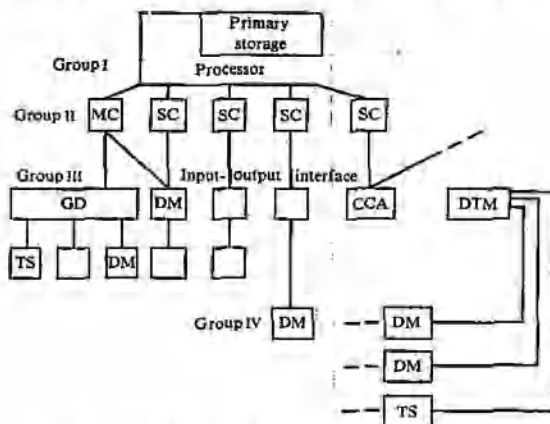 Primary
storage
Group I
Processor
Group II
MC
SC
SC
SC
SC
Group III
Input-output interface
GD
DM
CCA
DTM
TS
DM
Group IV
DM
DM
DM
TS